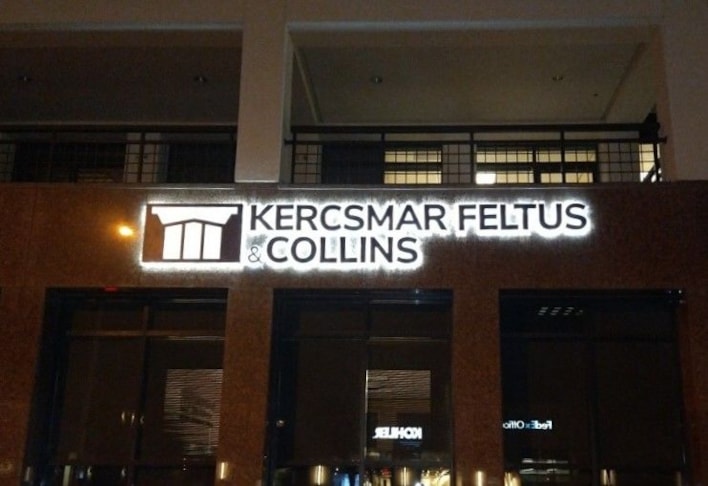 KERCSMAR FELTUS
& COLLINS
KOHLER
FedEx Office